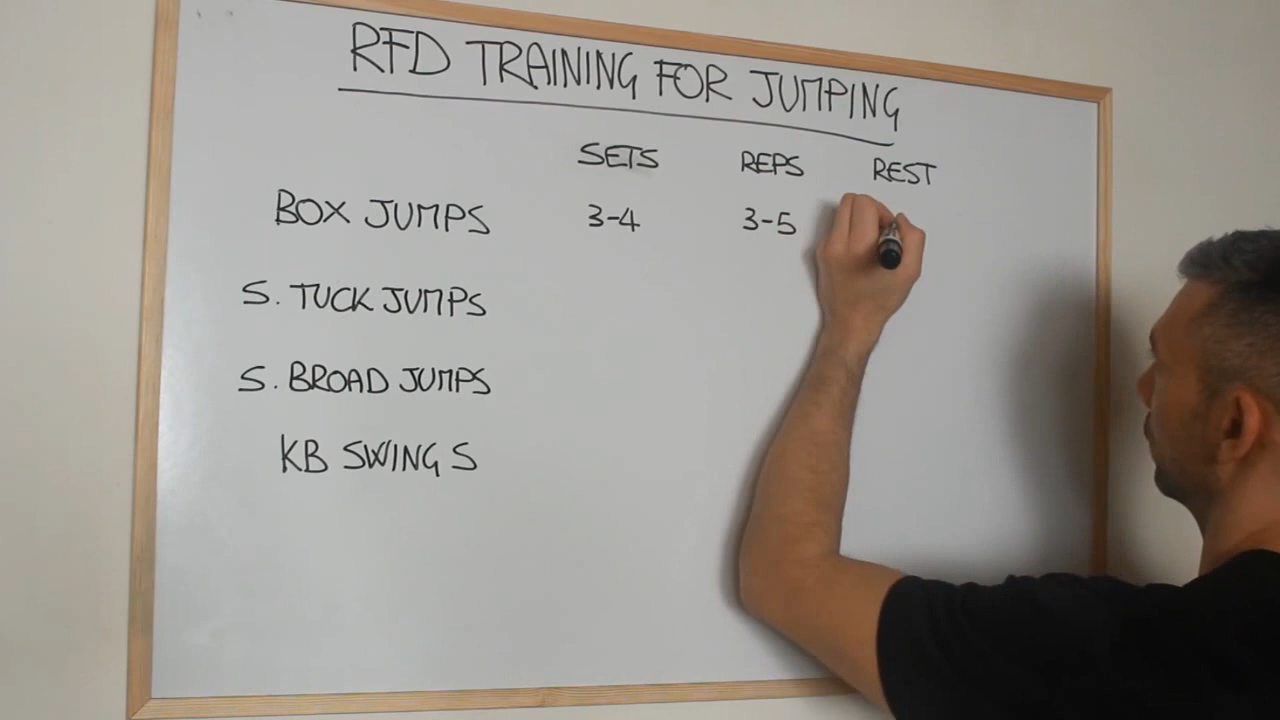 RFD TRAINING FOR JUMPING
SETS REPS REST
BOX JUMPS 3-4 3-5
S. TUCK JUMPS
S. BROAD JUMPS
KB SWINGS